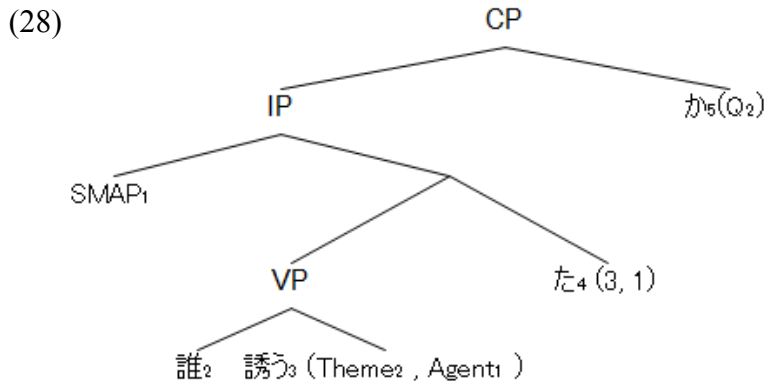 (28)
CP
IP
か₅(Q₂)
SMAP₁
VP
た₄ (3, 1)
誰₂ 誘う₃ (Theme₂ , Agent₁ )